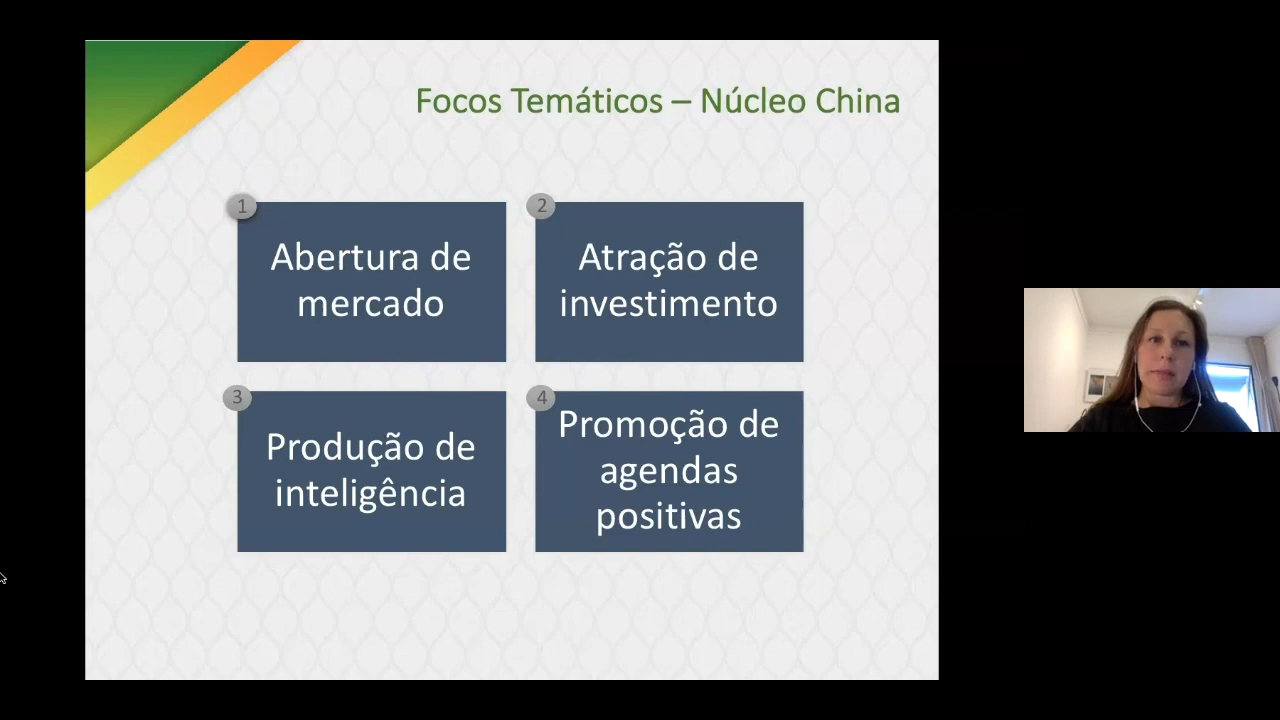 Focos Temáticos – Núcleo China
1
Abertura de
mercado
2
Atração de
investimento
3
Produção de
inteligência
4
Promoção de
agendas
positivas